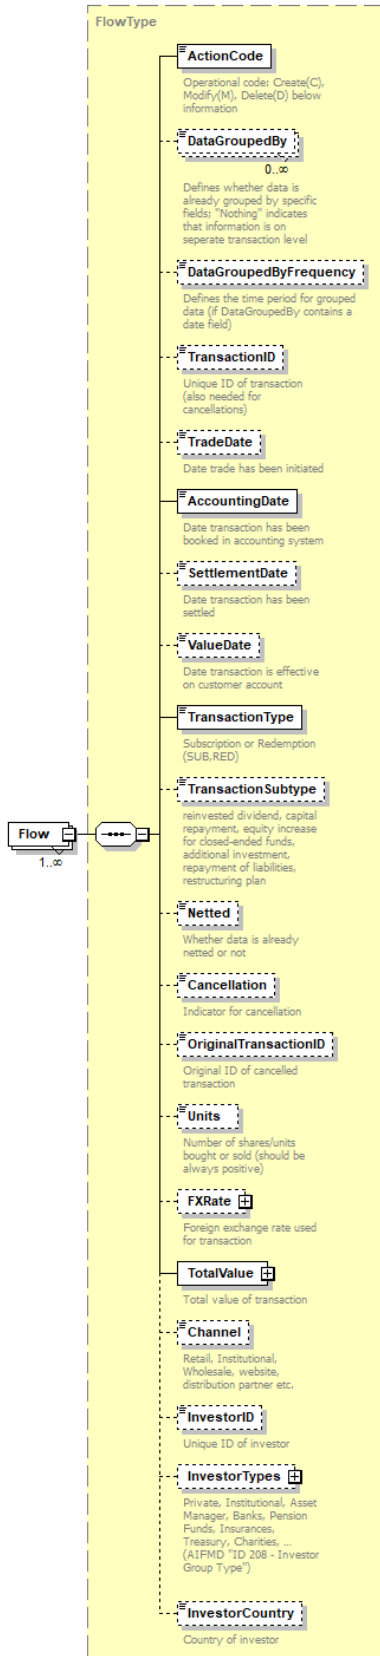 FlowType
ActionCode
Operational code: Create(C),
Modify(M), Delete(D) below
information
DataGroupedBy
0..∞
Defines whether data is
already grouped by specific
fields; "Nothing" indicates
that information is on
seperate transaction level
DataGroupedByFrequency
Defines the time period for grouped
data (if DataGroupedBy contains a
date field)
TransactionID
Unique ID of transaction
(also needed for
cancellations)
TradeDate
Date trade has been initiated
AccountingDate
Date transaction has been
booked in accounting system
SettlementDate
Date transaction has been
settled
ValueDate
Date transaction is effective
on customer account
TransactionType
Subscription or Redemption
(SUB,RED)
TransactionSubtype
reinvested dividend, capital
repayment, equity increase
for closed-ended funds,
additional investment,
repayment of liabilities,
restructuring plan
Flow
1..∞
Netted
Whether data is already
netted or not
Cancellation
Indicator for cancellation
OriginalTransactionID
Original ID of cancelled
transaction
Units
Number of shares/units
bought or sold (should be
always positive)
FXRate
Foreign exchange rate used
for transaction
TotalValue
Total value of transaction
Channel
Retail, Institutional,
Wholesale, website,
distribution partner etc.
InvestorID
Unique ID of investor
InvestorTypes
Private, Institutional, Asset
Manager, Banks, Pension
Funds, Insurances,
Treasury, Charities, ...
(AIFMD "ID 208 - Investor
Group Type")
InvestorCountry
Country of investor